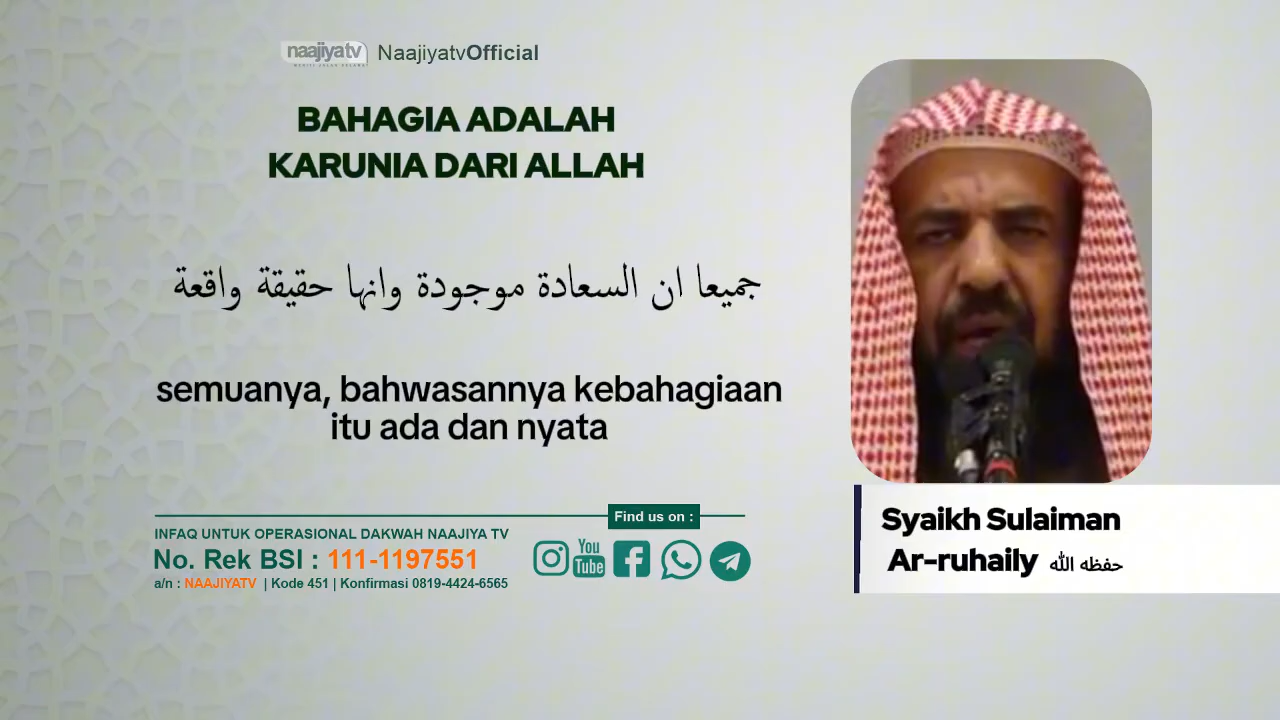 naajiyatv
NaajiyatvOfficial
BAHAGIA ADALAH
KARUNIA DARI ALLAH
جميعا ان السعادة موجودة وانها حقيقة واقعة
semuanya, bahwasannya kebahagiaan
itu ada dan nyata
Find us on :
INFAQ UNTUK OPERASIONAL DAKWAH NAAJIYA TV
No. Rek BSI : 111-1197551
a/n : NAAJIYATV | Kode 451 | Konfirmasi 0819-4424-6565
You
Tube
Syaikh Sulaiman
Ar-ruhaily حفظه الله